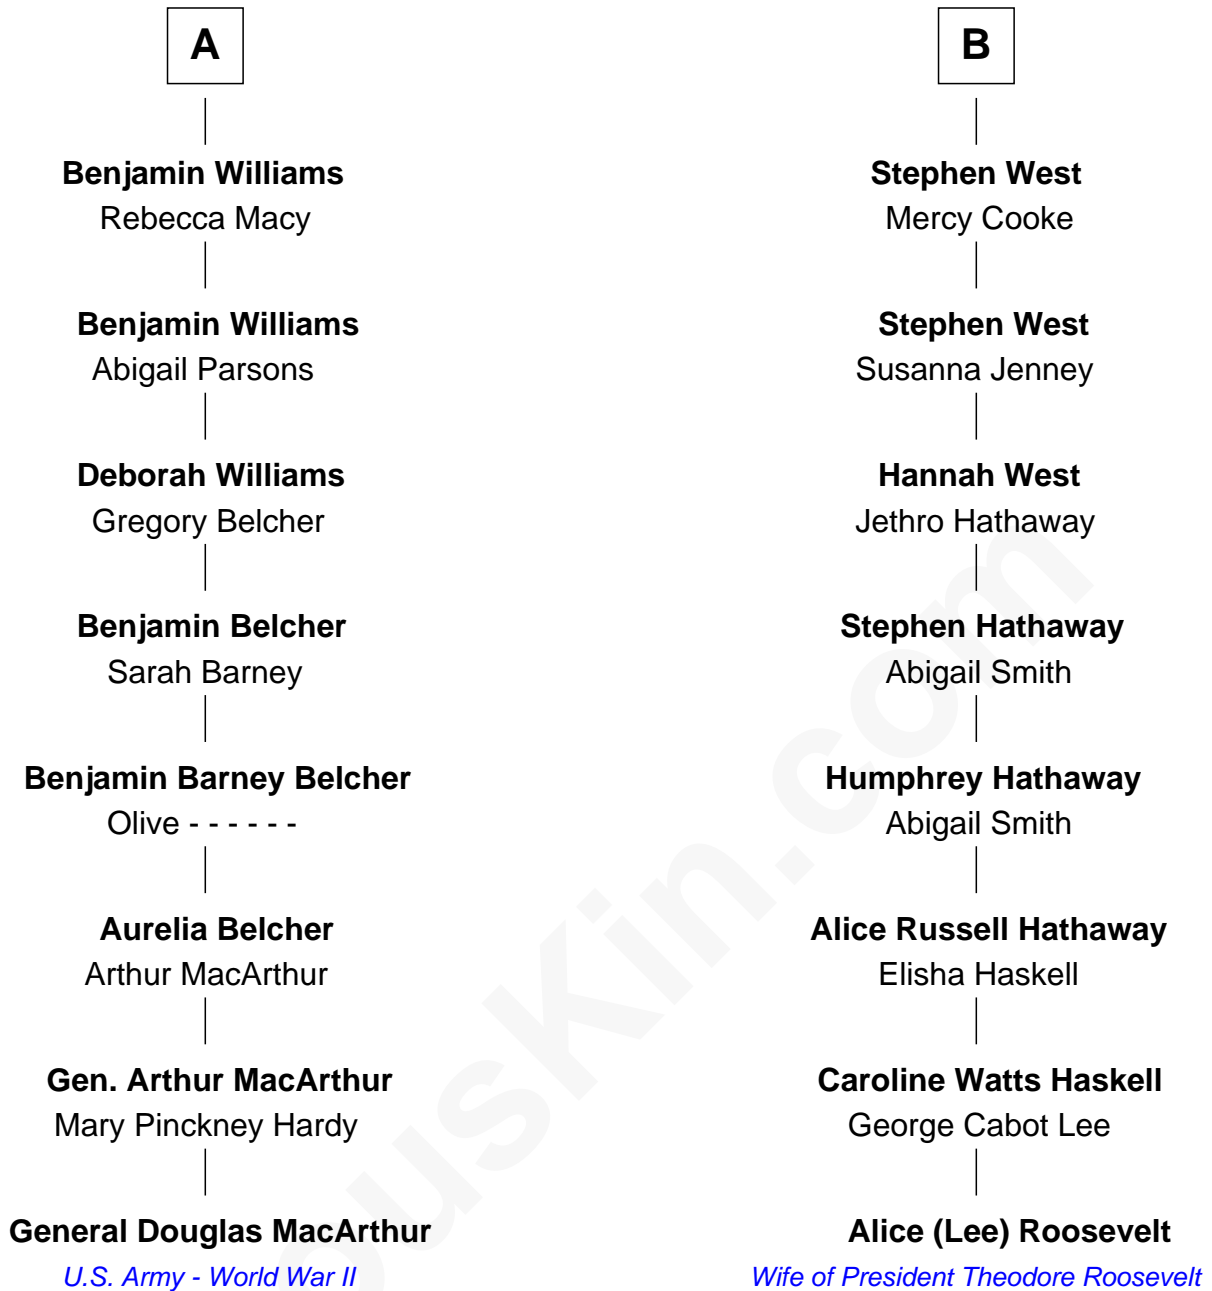 A
Benjamin Williams
Rebecca Macy
Benjamin Williams
Abigail Parsons
Deborah Williams
Gregory Belcher
Benjamin Belcher
Sarah Barney
Benjamin Barney Belcher
Olive - - - - - -
Aurelia Belcher
Arthur MacArthur
Gen. Arthur MacArthur
Mary Pinckney Hardy
General Douglas MacArthur
U.S. Army - World War II
B
Stephen West
Mercy Cooke
Stephen West
Susanna Jenney
Hannah West
Jethro Hathaway
Stephen Hathaway
Abigail Smith
Humphrey Hathaway
Abigail Smith
Alice Russell Hathaway
Elisha Haskell
Caroline Watts Haskell
George Cabot Lee
Alice (Lee) Roosevelt
Wife of President Theodore Roosevelt
ousKin.com